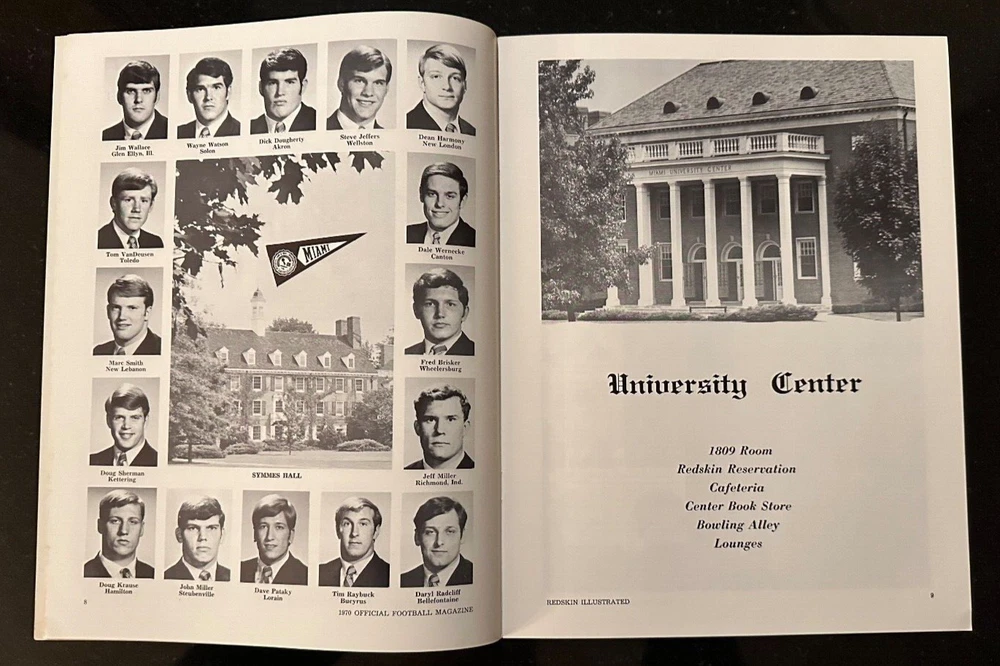 Jim Wallace
Glen Ellyn, Ill.
Wayne Watson
Solon
Dick Dougherty
Akron
Steve Jeffers
Wellston
Dean Harmony
New London
Tom VanDeusen
Toledo
MIAMI
Dale Wernecke
Canton
Marc Smith
New Lebanon
Fred Brisker
Wheelersburg
Doug Sherman
Kettering
SYMMES HALL
Jeff Miller
Richmond, Ind.
Doug Krause
Hamilton
John Miller
Steubenville
Dave Pataky
Lorain
Tim Raybuck
Bucyrus
Daryl Radcliff
Bellefontaine
8
1970 OFFICIAL FOOTBALL MAGAZINE
MIAMI UNIVERSITY CENTER
University Center
1809 Room
Redskin Reservation
Cafeteria
Center Book Store
Bowling Alley
Lounges
REDSKIN ILLUSTRATED
9